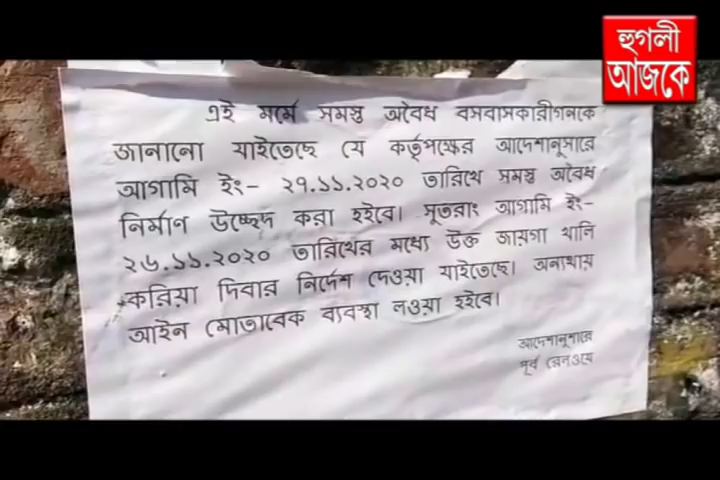 হুগলী
আজকে
এই মর্মে সমস্ত অবৈধ বসবাসকারীগনকে
জানানো যাইতেছে যে কর্তৃপক্ষের আদেশানুসারে
আগামি ইং- ২৭.১১.২০২০ তারিখে সমস্ত অবৈধ
নির্মাণ উচ্ছেদ করা হইবে। সুতরাং আগামি ইং-
২৬.১১.২০২০ তারিখের মধ্যে উক্ত জায়গা খালি
করিয়া দিবার নির্দেশ দেওয়া যাইতেছে। অন্যথায়
আইন মোতাবেক ব্যবস্থা লওয়া হইবে।
আদেশানুসারে
পূর্ব রেলওয়ে